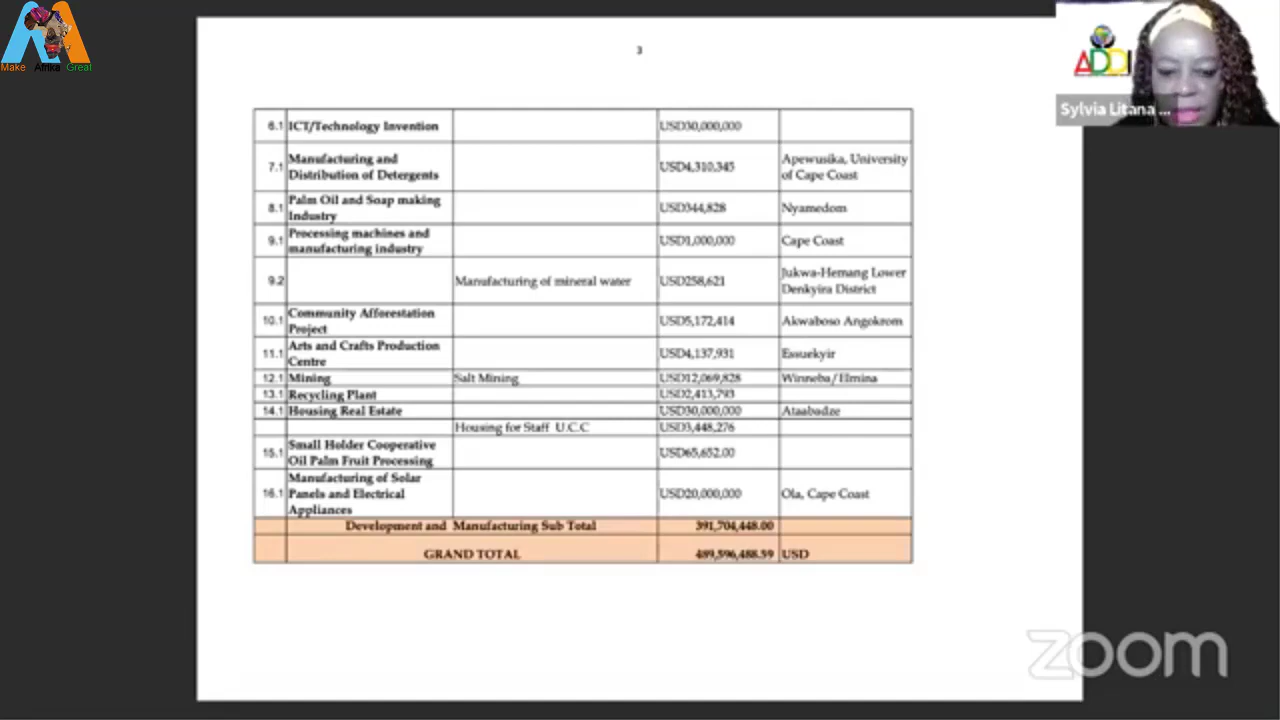 Make Afrika Great
3
ADDI
Sylvia Litana ...
6.1 ICT/Technology Invention USD30,000,000
7.1 Manufacturing and Distribution of Detergents USD4,310,345 Apewusika, University of Cape Coast
8.1 Palm Oil and Soap making Industry USD344,828 Nyamedom
9.1 Processing machines and manufacturing industry USD1,000,000 Cape Coast
9.2 Manufacturing of mineral water USD258,621 Jukwa-Hemang Lower Denkyira District
10.1 Community Afforestation Project USD5,172,414 Akwaboso Angokrom
11.1 Arts and Crafts Production Centre USD4,137,931 Essuekyir
12.1 Mining Salt Mining USD12,069,828 Winneba/Elmina
13.1 Recycling Plant USD2,413,793
14.1 Housing Real Estate USD30,000,000 Ataabadze
Housing for Staff U.C.C USD3,448,276
15.1 Small Holder Cooperative Oil Palm Fruit Processing USD65,652.00
16.1 Manufacturing of Solar Panels and Electrical Appliances USD20,000,000 Ola, Cape Coast
Development and Manufacturing Sub Total 391,704,448.00
GRAND TOTAL 489,596,488.59 USD
zoom